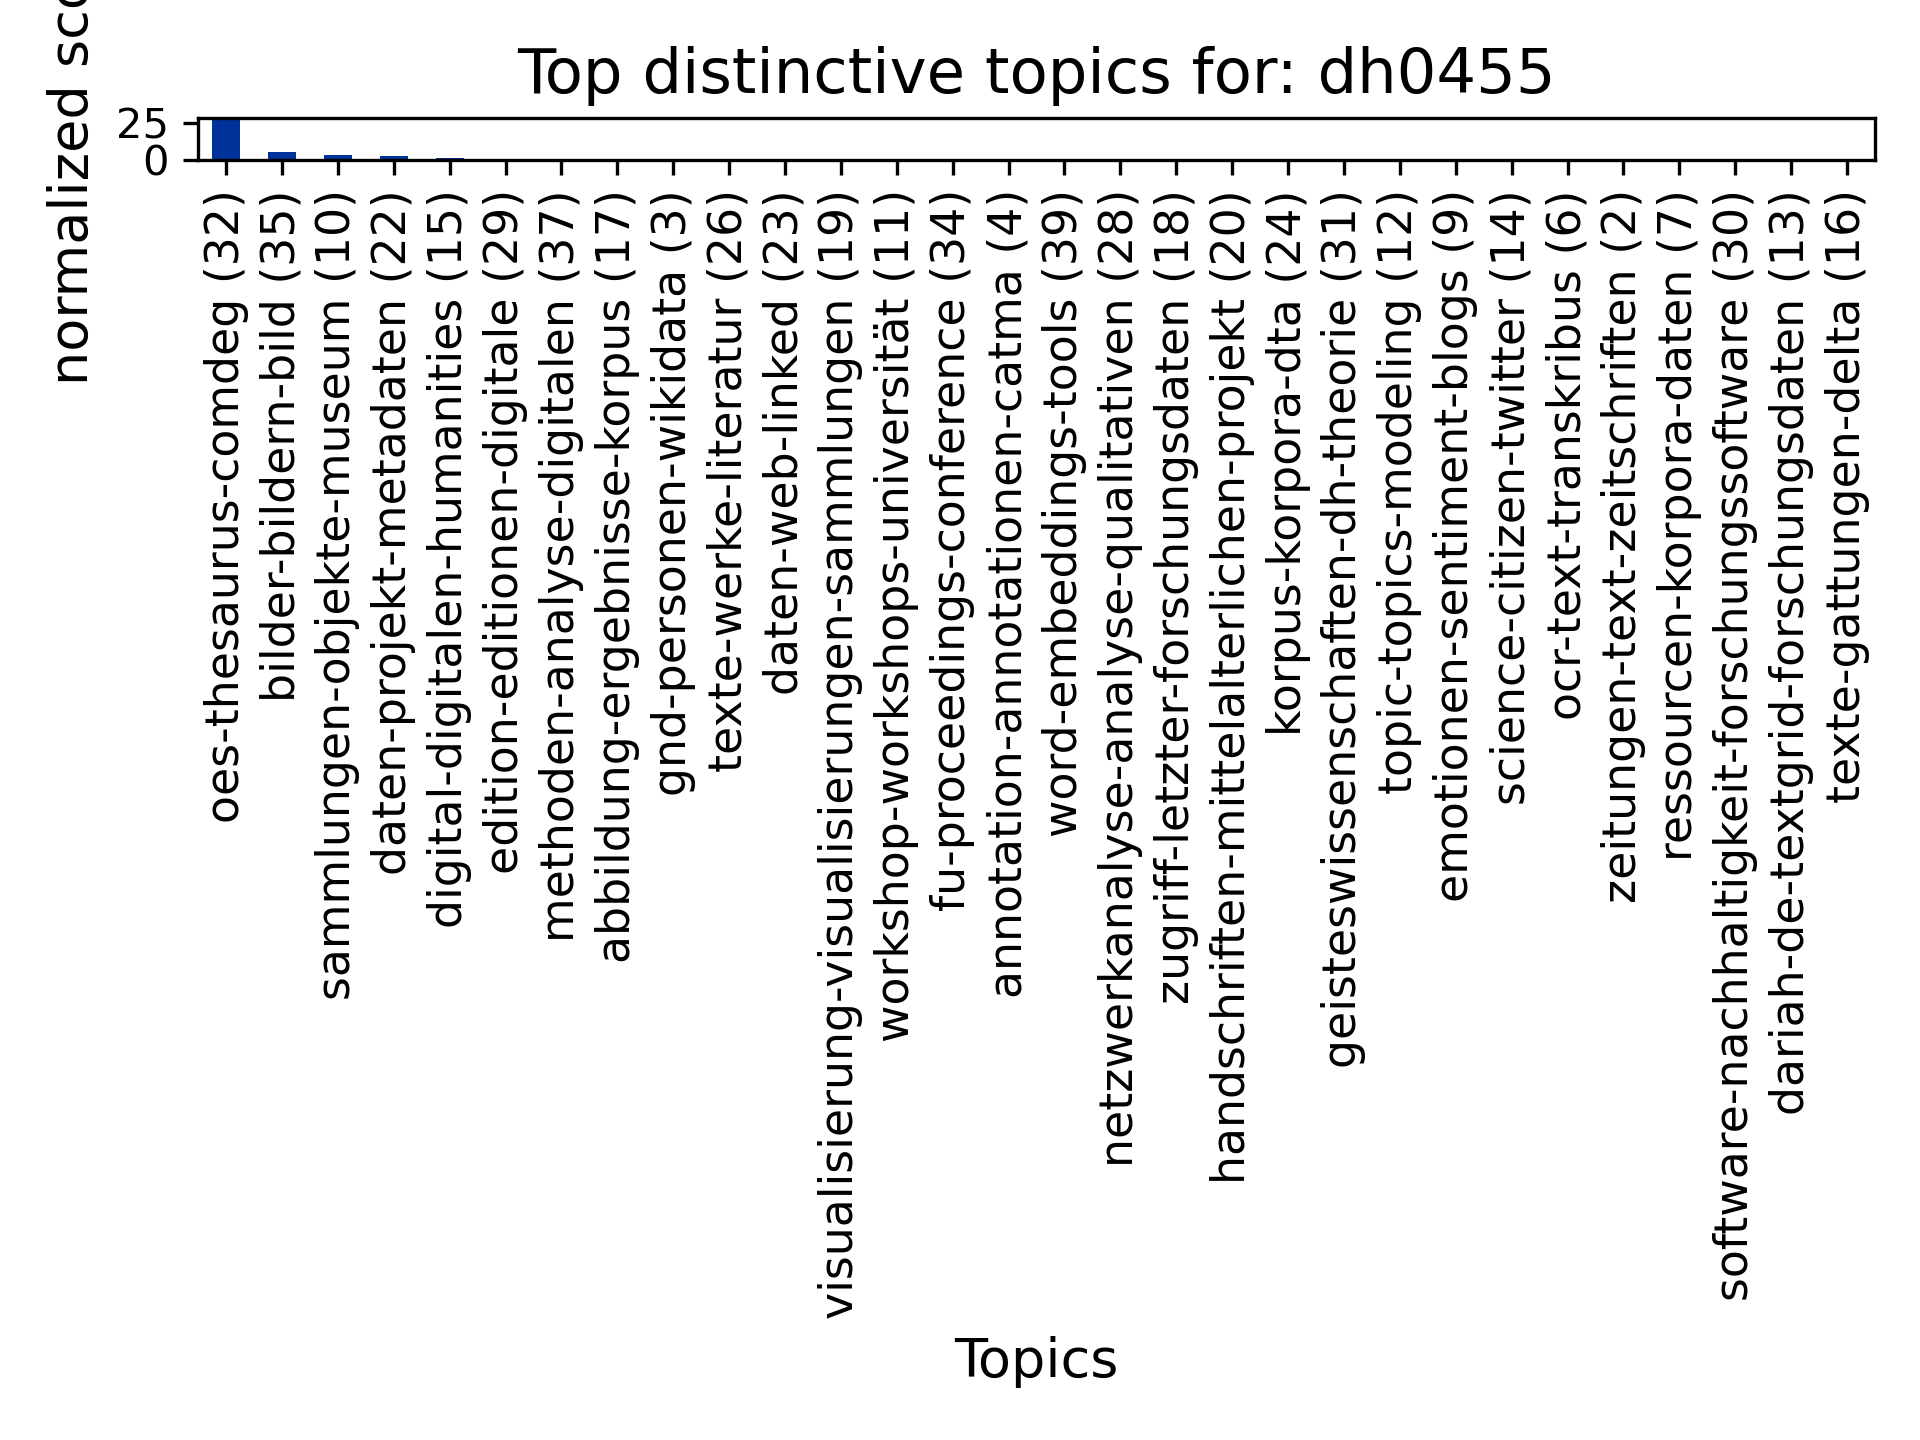 Top distinctive topics for: dh0455
normalized sco
25
0
oes-thesaurus-comdeg (32)
bilder-bildern-bild (35)
sammlungen-objekte-museum (10)
daten-projekt-metadaten (22)
digital-digitalen-humanities (15)
edition-editionen-digitale (29)
methoden-analyse-digitalen (37)
abbildung-ergebnisse-korpus (17)
gnd-personen-wikidata (3)
texte-werke-literatur (26)
daten-web-linked (23)
visualisierung-visualisierungen-sammlungen (19)
workshop-workshops-universität (11)
fu-proceedings-conference (34)
annotation-annotationen-catma (4)
word-embeddings-tools (39)
netzwerkanalyse-analyse-qualitativen (28)
zugriff-letzter-forschungsdaten (18)
handschriften-mittelalterlichen-projekt (20)
korpus-korpora-dta (24)
geisteswissenschaften-dh-theorie (31)
topic-topics-modeling (12)
emotionen-sentiment-blogs (9)
science-citizen-twitter (14)
ocr-text-transkribus (6)
zeitungen-text-zeitschriften (2)
ressourcen-korpora-daten (7)
software-nachhaltigkeit-forschungssoftware (30)
dariah-de-textgrid-forschungsdaten (13)
texte-gattungen-delta (16)
Topics